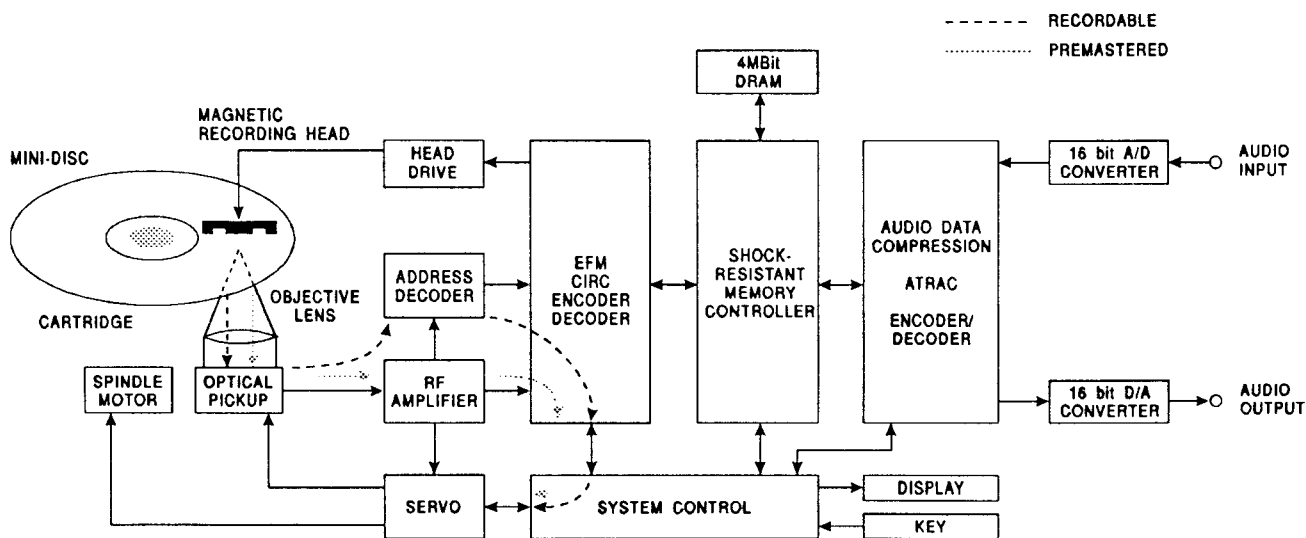 RECORDABLE
PREMASTERED
4MBit
DRAM
MAGNETIC
RECORDING HEAD
MINI-DISC
HEAD
DRIVE
16 bit A/D
CONVERTER
AUDIO
INPUT
ADDRESS
DECODER
EFM
CIRC
ENCODER
DECODER
SHOCK-
RESISTANT
MEMORY
CONTROLLER
AUDIO DATA
COMPRESSION
ATRAC
ENCODER/
DECODER
OBJECTIVE
LENS
CARTRIDGE
SPINDLE
MOTOR
OPTICAL
PICKUP
RF
AMPLIFIER
16 bit D/A
CONVERTER
AUDIO
OUTPUT
SERVO
SYSTEM CONTROL
DISPLAY
KEY